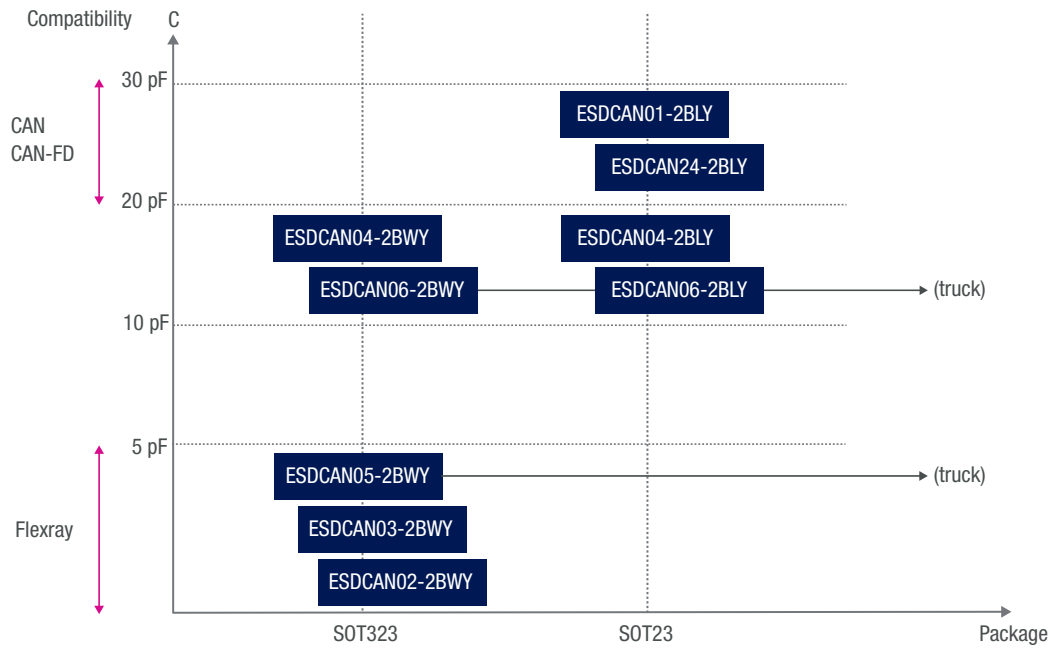 Compatibility C
30 pF
ESDCAN01-2BLY
CAN
CAN-FD
ESDCAN24-2BLY
20 pF
ESDCAN04-2BWY ESDCAN04-2BLY
ESDCAN06-2BWY ESDCAN06-2BLY (truck)
10 pF
5 pF
ESDCAN05-2BWY (truck)
Flexray
ESDCAN03-2BWY
ESDCAN02-2BWY
SOT323 SOT23 Package